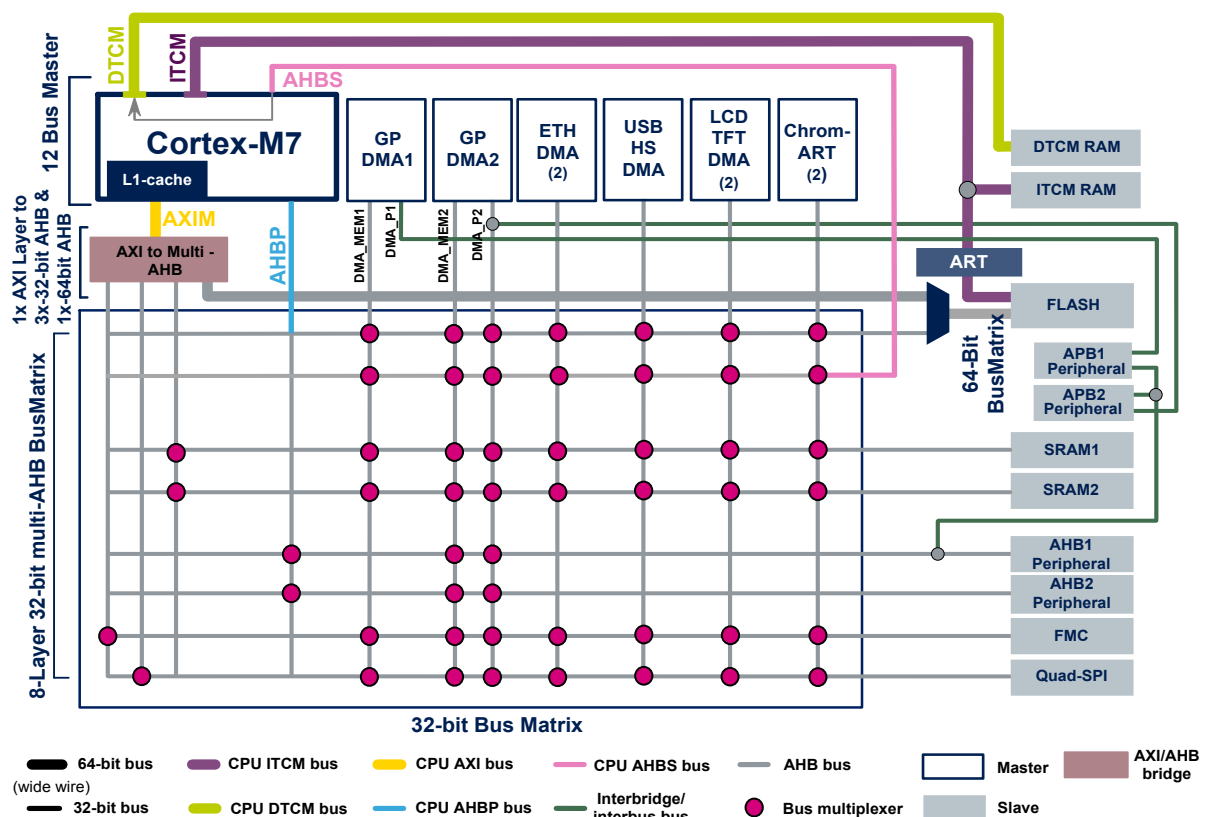 DTCM
ITCM
AHBS
12 Bus Master
Cortex-M7
L1-cache
GP
DMA1
GP
DMA2
ETH
DMA
(2)
USB
HS
DMA
LCD
TFT
DMA
(2)
Chrom-
ART
(2)
DTCM RAM
ITCM RAM
1x AXI Layer to
3x-32-bit AHB &
1x-64bit AHB
AXIM
AXI to Multi -
AHB
AHBP
DMA_MEM1
DMA_P1
DMA_MEM2
DMA_P2
ART
FLASH
64-Bit
BusMatrix
APB1
Peripheral
APB2
Peripheral
8-Layer 32-bit multi-AHB BusMatrix
SRAM1
SRAM2
AHB1
Peripheral
AHB2
Peripheral
FMC
Quad-SPI
32-bit Bus Matrix
64-bit bus
(wide wire)
CPU ITCM bus
CPU AXI bus
CPU AHBS bus
AHB bus
Master
AXI/AHB
bridge
32-bit bus
CPU DTCM bus
CPU AHBP bus
Interbridge/
interbus bus
Bus multiplexer
Slave